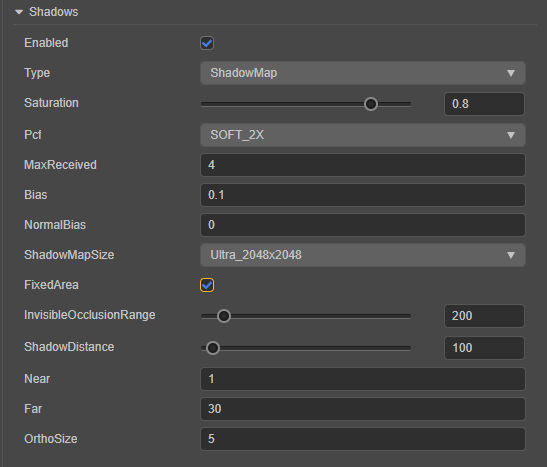 Shadows
Enabled
Type ShadowMap
Saturation 0.8
Pcf SOFT_2X
MaxReceived 4
Bias 0.1
NormalBias 0
ShadowMapSize Ultra_2048x2048
FixedArea
InvisibleOcclusionRange 200
ShadowDistance 100
Near 1
Far 30
OrthoSize 5